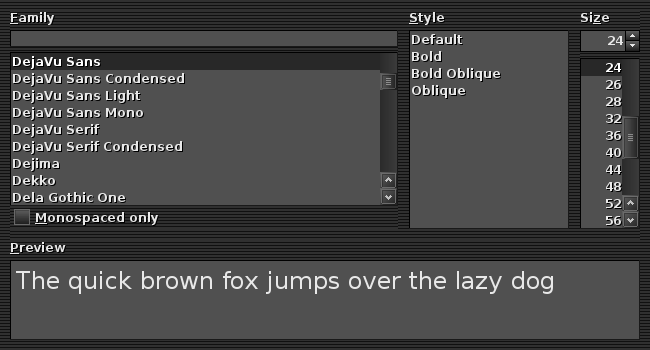 Family
DejaVu Sans
DejaVu Sans Condensed
DejaVu Sans Light
DejaVu Sans Mono
DejaVu Serif
DejaVu Serif Condensed
Dejima
Dekko
Dela Gothic One
Monospaced only
Style
Default
Bold
Bold Oblique
Oblique
Size
24
24
26
28
32
36
40
44
48
52
56
Preview
The quick brown fox jumps over the lazy dog